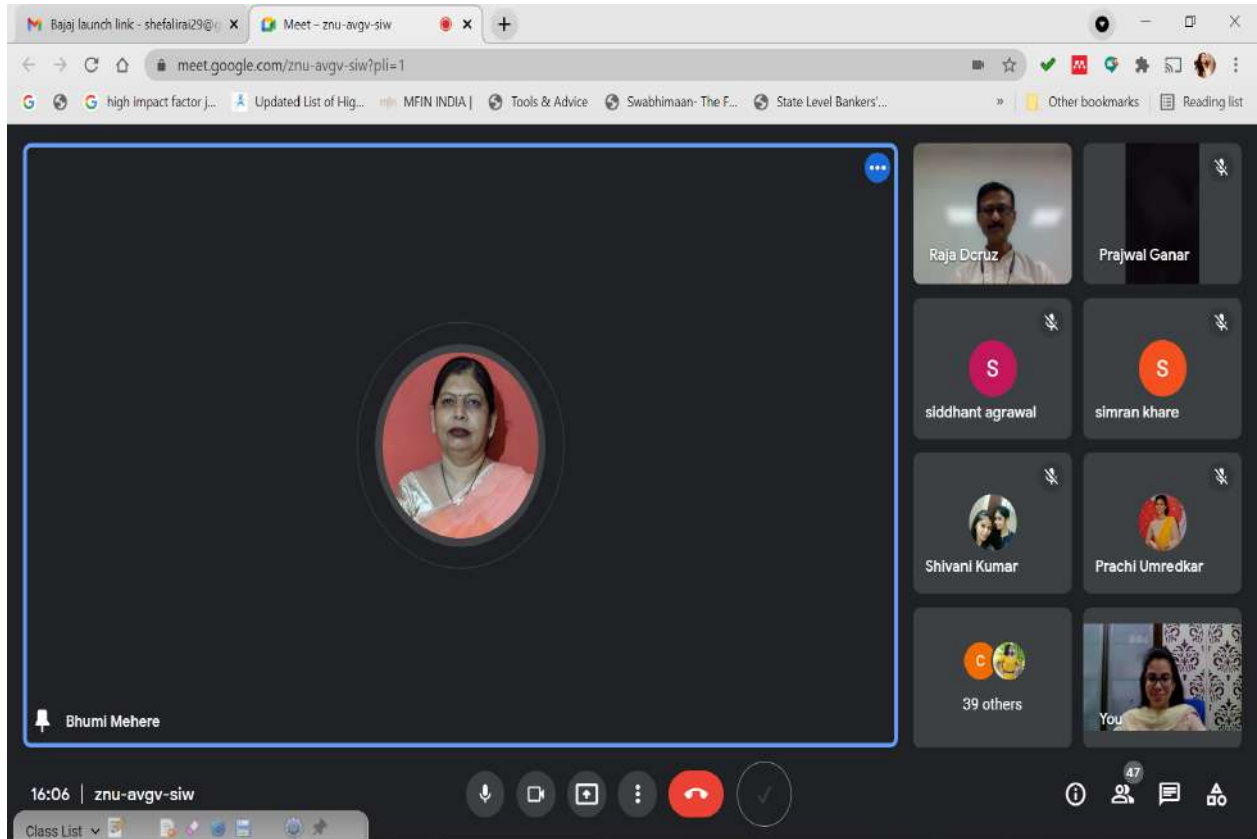 Bajaj launch link - shefalirai29@g
Meet – znu-avgv-siw
meet.google.com/znu-avgv-siw?pli=1
high impact factor j... Updated List of Hig... MFIN INDIA | Tools & Advice Swabhimaan- The F... State Level Bankers'... » Other bookmarks Reading list
Raja Dcruz
Prajwal Ganar
S
siddhant agrawal
S
simran khare
Shivani Kumar
Prachi Umredkar
C
39 others
You
Bhumi Mehere
16:06 | znu-avgv-siw
47
Class List